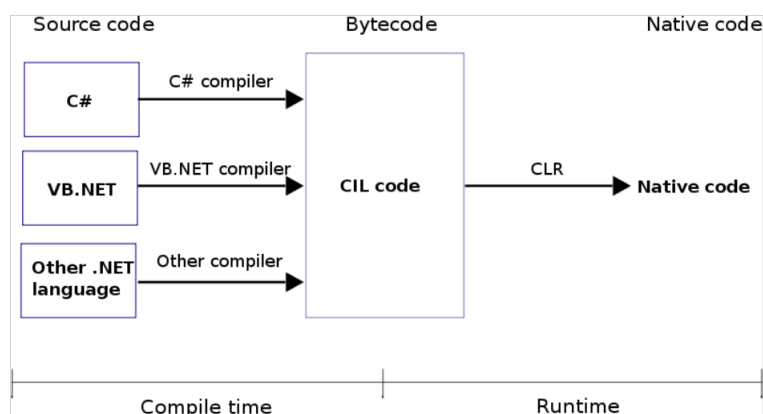 Source code
Bytecode
Native code
C#
C# compiler
VB.NET
VB.NET compiler
CIL code
CLR
Native code
Other .NET
language
Other compiler
Compile time
Runtime